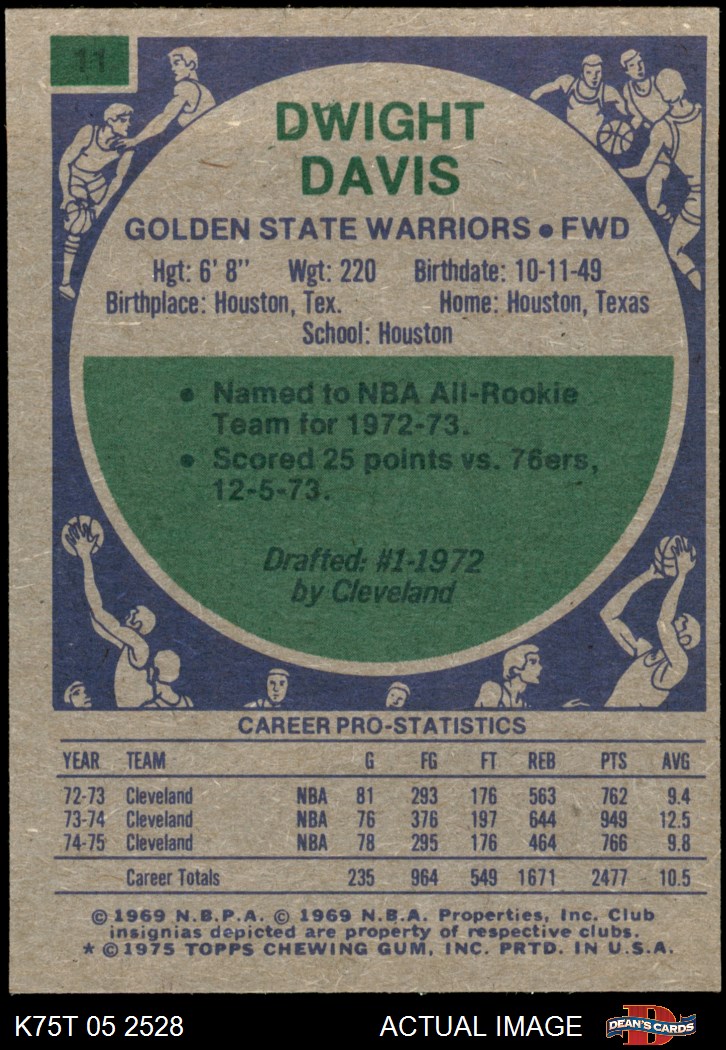 11
DWIGHT
DAVIS
GOLDEN STATE WARRIORS • FWD
Hgt: 6' 8" Wgt: 220 Birthdate: 10-11-49
Birthplace: Houston, Tex. Home: Houston, Texas
School: Houston
• Named to NBA All-Rookie
Team for 1972-73.
• Scored 25 points vs. 76ers,
12-5-73.
Drafted: #1-1972
by Cleveland
CAREER PRO-STATISTICS
YEAR TEAM G FG FT REB PTS AVG
72-73 Cleveland NBA 81 293 176 563 762 9.4
73-74 Cleveland NBA 76 376 197 644 949 12.5
74-75 Cleveland NBA 78 295 176 464 766 9.8
Career Totals 235 964 549 1671 2477 10.5
© 1969 N.B.P.A. © 1969 N.B.A. Properties, Inc. Club
insignias depicted are property of respective clubs.
* © 1975 TOPPS CHEWING GUM, INC. PRTD. IN U.S.A.
K75T 05 2528 ACTUAL IMAGE D DEAN'S CARDS